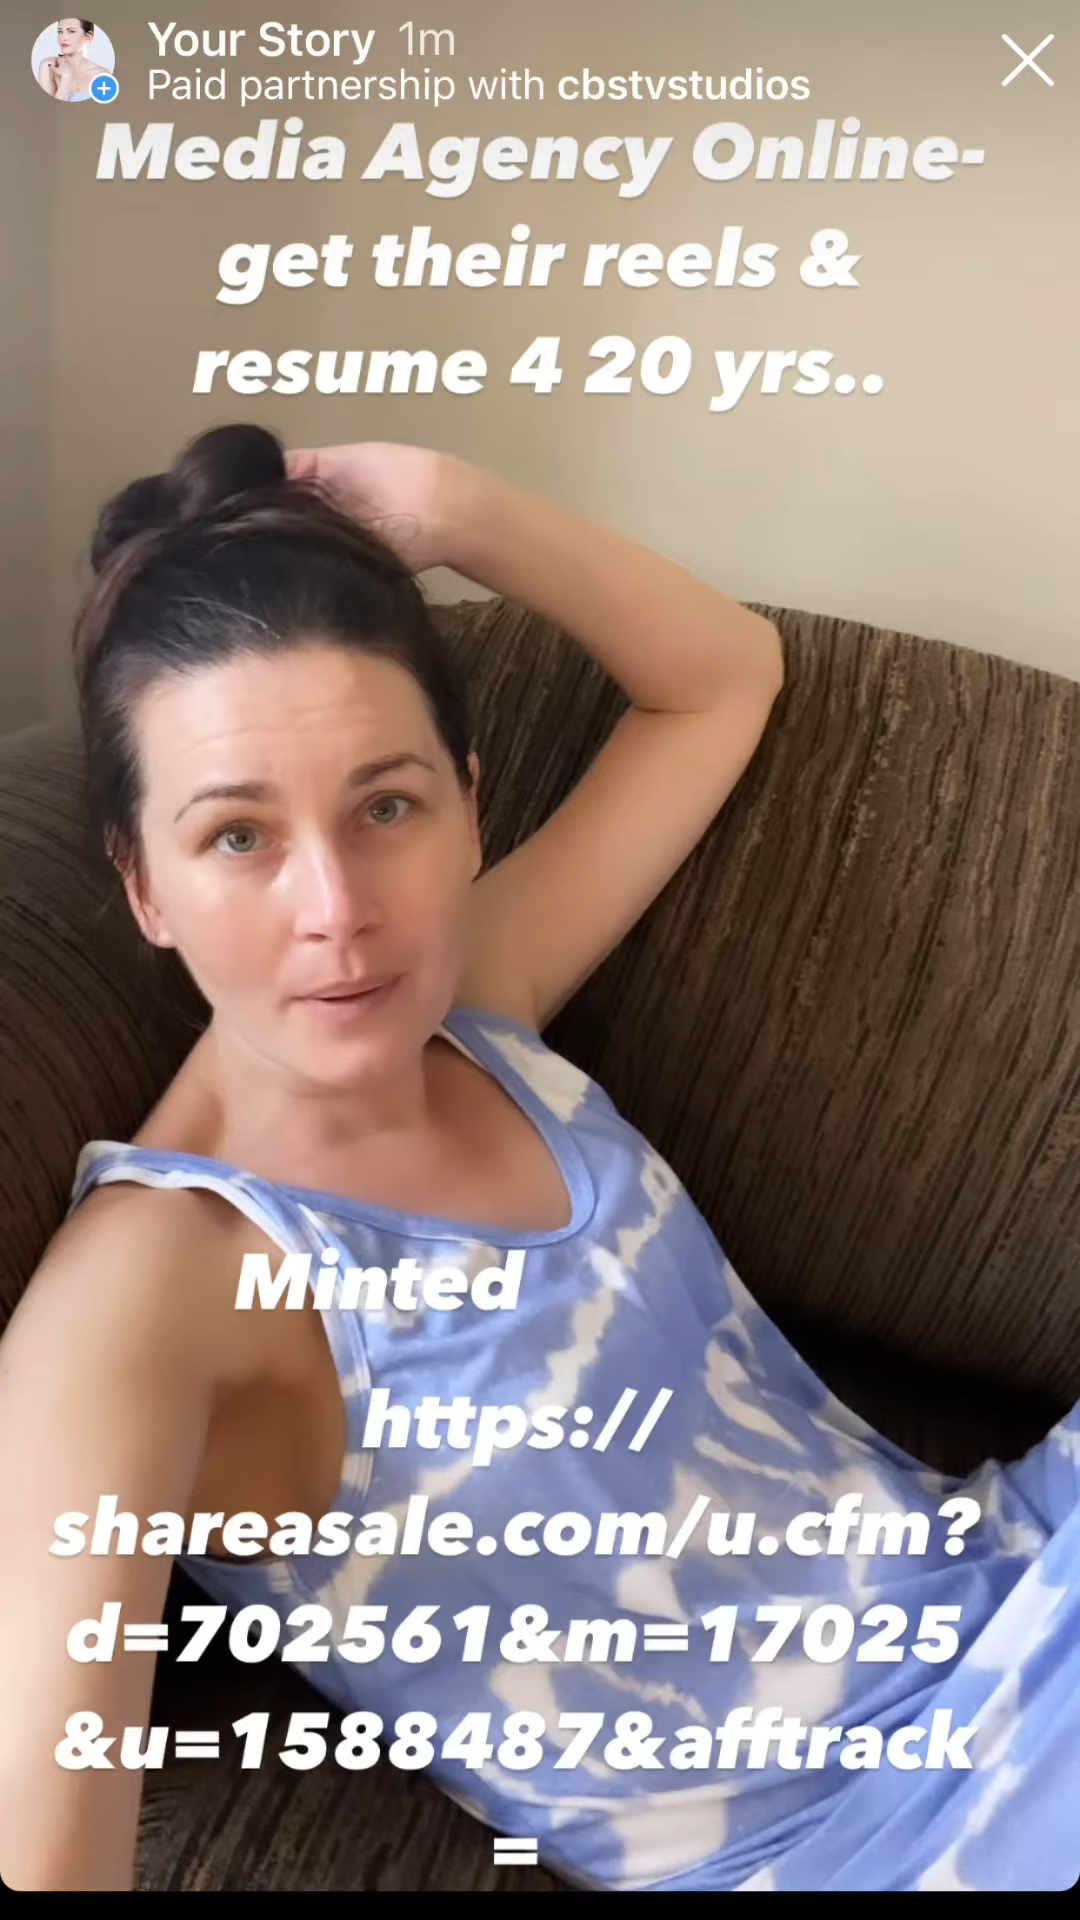 Your Story 1m
Paid partnership with cbstvstudios
Media Agency Online-
get their reels &
resume 4 20 yrs..
Minted
https://
shareasale.com/u.cfm?
d=702561&m=17025
&u=1588487&afftrack
=